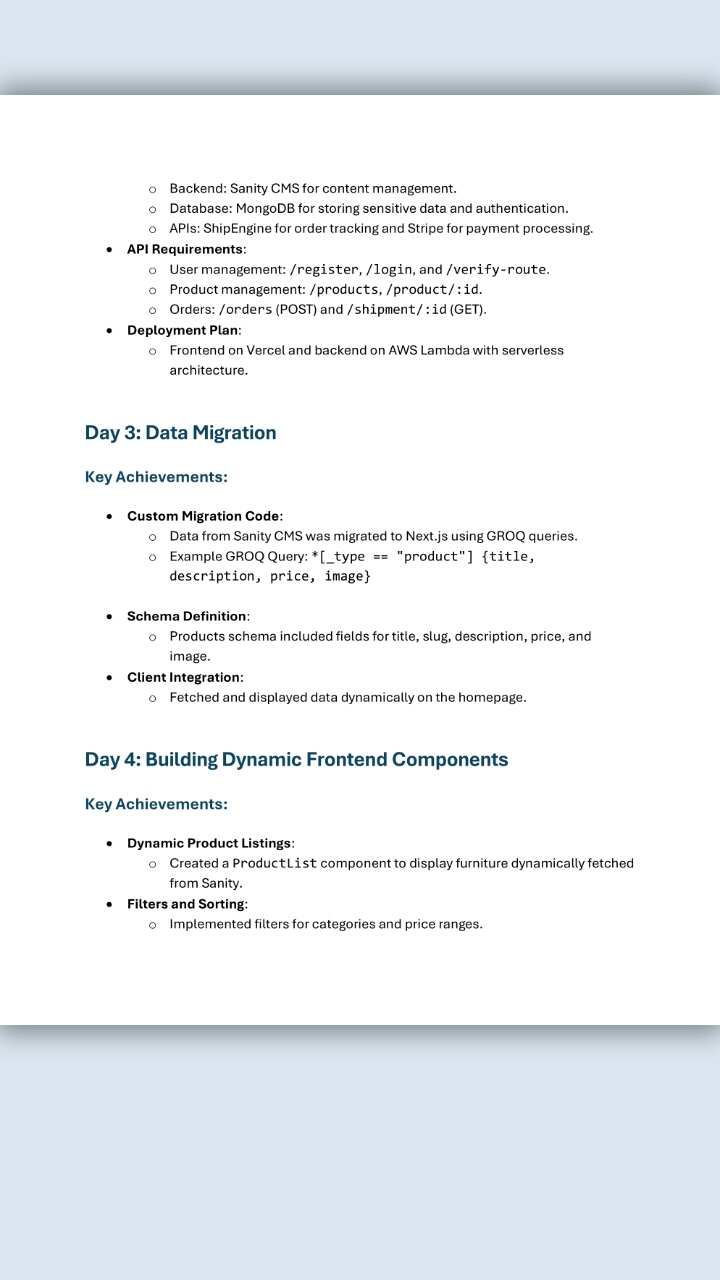 o Backend: Sanity CMS for content management.
o Database: MongoDB for storing sensitive data and authentication.
o APIs: ShipEngine for order tracking and Stripe for payment processing.
• API Requirements:
o User management: /register, /login, and /verify-route.
o Product management: /products, /product/:id.
o Orders: /orders (POST) and /shipment/:id (GET).
• Deployment Plan:
o Frontend on Vercel and backend on AWS Lambda with serverless
architecture.
Day 3: Data Migration
Key Achievements:
• Custom Migration Code:
o Data from Sanity CMS was migrated to Next.js using GROQ queries.
o Example GROQ Query: *[_type == "product"] {title,
description, price, image}
• Schema Definition:
o Products schema included fields for title, slug, description, price, and
image.
• Client Integration:
o Fetched and displayed data dynamically on the homepage.
Day 4: Building Dynamic Frontend Components
Key Achievements:
• Dynamic Product Listings:
o Created a ProductList component to display furniture dynamically fetched
from Sanity.
• Filters and Sorting:
o Implemented filters for categories and price ranges.